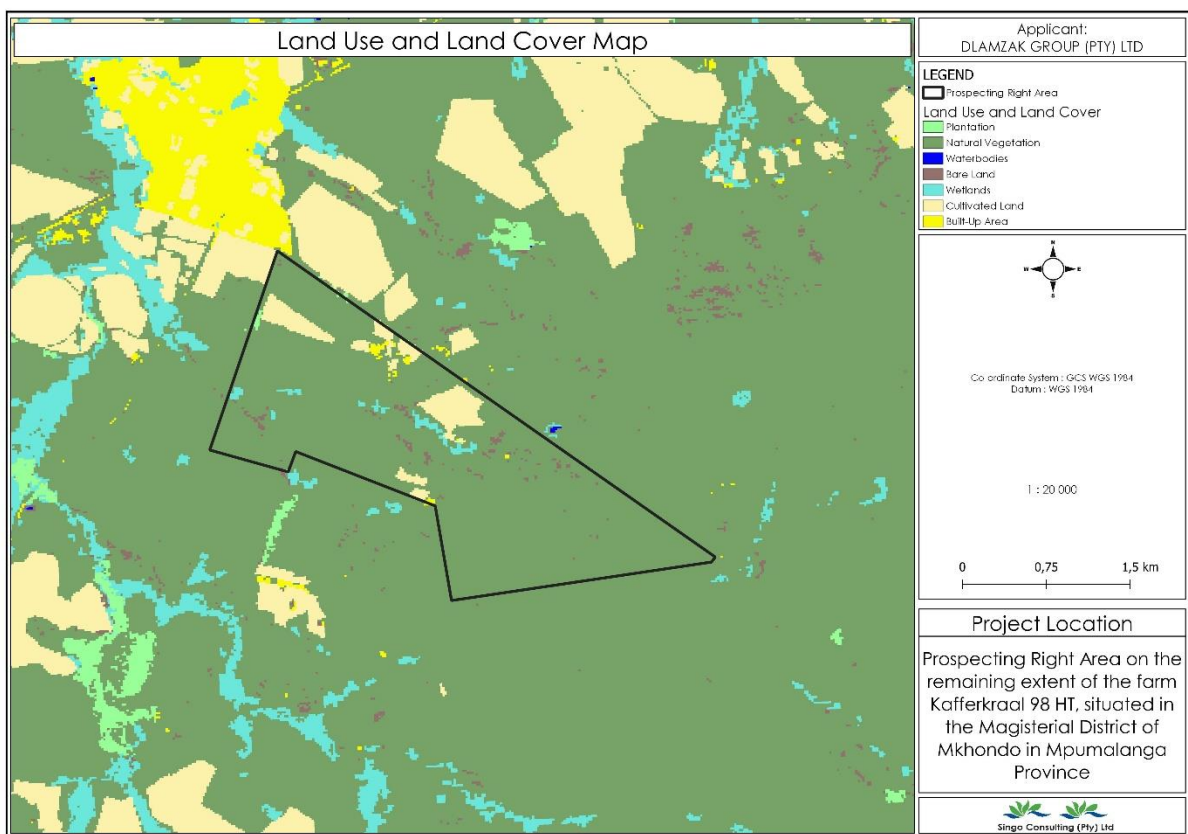 Land Use and Land Cover Map
Applicant:
DLAMZAK GROUP (PTY) LTD
LEGEND
Prospecting Right Area
Land Use and Land Cover
Plantation
Natural Vegetation
Waterbodies
Bare Land
Wetlands
Cultivated Land
Built-Up Area
N
W E
S
Co ordinate System : GCS WGS 1984
Datum : WGS 1984
1 : 20 000
0 0,75 1,5 km
Project Location
Prospecting Right Area on the
remaining extent of the farm
Kafferkraal 98 HT, situated in
the Magisterial District of
Mkhondo in Mpumalanga
Province
Singo Consulting (Pty) Ltd